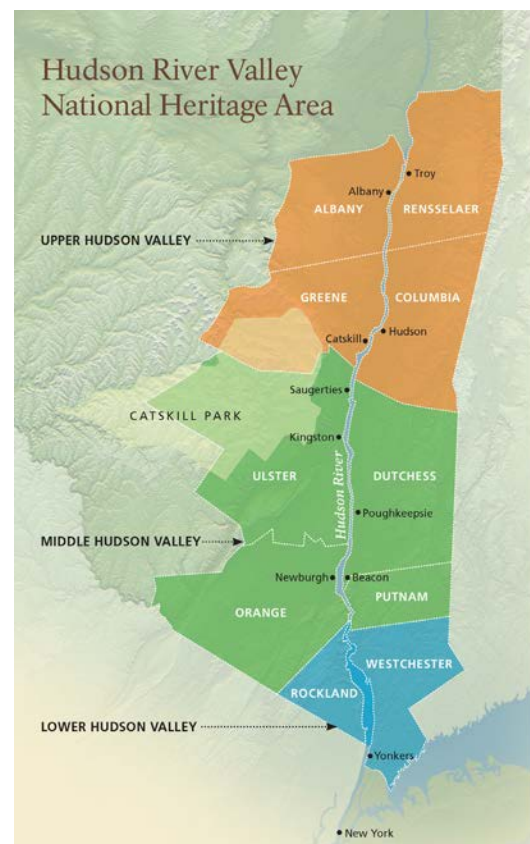 Hudson River Valley
National Heritage Area
Troy
Albany
ALBANY
RENSSELAER
UPPER HUDSON VALLEY
GREENE
COLUMBIA
Hudson
Catskill
Saugerties
CATSKILL PARK
Kingston
ULSTER
Hudson River
DUTCHESS
Poughkeepsie
MIDDLE HUDSON VALLEY
Newburgh
Beacon
ORANGE
PUTNAM
WESTCHESTER
ROCKLAND
LOWER HUDSON VALLEY
Yonkers
New York